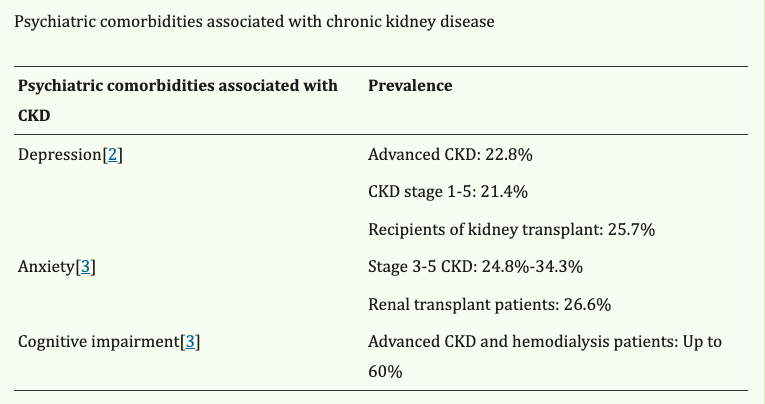 Psychiatric comorbidities associated with chronic kidney disease
Psychiatric comorbidities associated with CKD
Prevalence
Depression[2]
Advanced CKD: 22.8%
CKD stage 1-5: 21.4%
Recipients of kidney transplant: 25.7%
Anxiety[3]
Stage 3-5 CKD: 24.8%-34.3%
Renal transplant patients: 26.6%
Cognitive impairment[3]
Advanced CKD and hemodialysis patients: Up to
60%